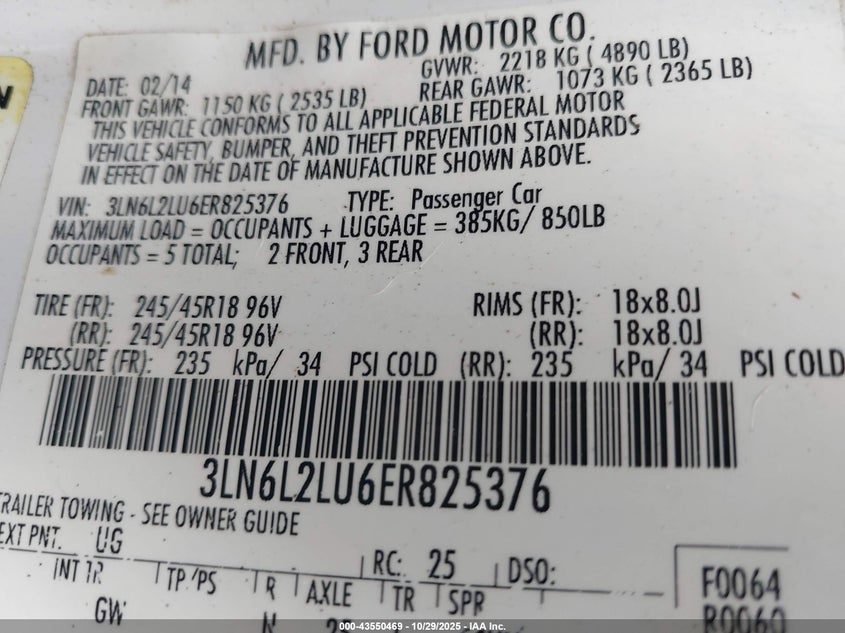 MFD. BY FORD MOTOR CO.
DATE: 02/14 GVWR: 2218 KG ( 4890 LB)
FRONT GAWR: 1150 KG ( 2535 LB) REAR GAWR: 1073 KG ( 2365 LB)
THIS VEHICLE CONFORMS TO ALL APPLICABLE FEDERAL MOTOR
VEHICLE SAFETY, BUMPER, AND THEFT PREVENTION STANDARDS
IN EFFECT ON THE DATE OF MANUFACTURE SHOWN ABOVE.
VIN: 3LN6L2LU6ER825376 TYPE: Passenger Car
MAXIMUM LOAD = OCCUPANTS + LUGGAGE = 385KG/ 850LB
OCCUPANTS = 5 TOTAL; 2 FRONT, 3 REAR
TIRE (FR): 245/45R18 96V RIMS (FR): 18x8.0J
(RR): 245/45R18 96V (RR): 18x8.0J
PRESSURE (FR): 235 kPa/ 34 PSI COLD (RR): 235 kPa/ 34 PSI COLD
3LN6L2LU6ER825376
TRAILER TOWING - SEE OWNER GUIDE
EXT PNT. UG RC: 25 DSO:
INT TR TP/PS R AXLE TR SPR F0064
GW R0060
000-43550469 - 10/29/2025 - IAA Inc.